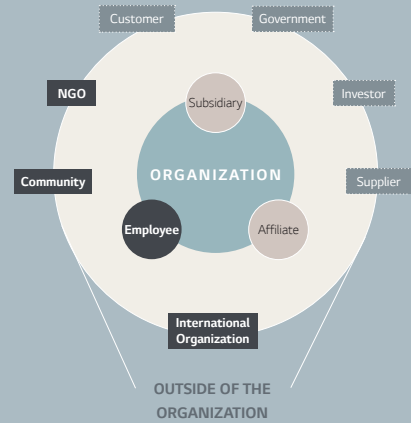 Customer
Government
NGO
Subsidiary
Investor
ORGANIZATION
Community
Supplier
Employee
Affiliate
International
Organization
OUTSIDE OF THE
ORGANIZATION